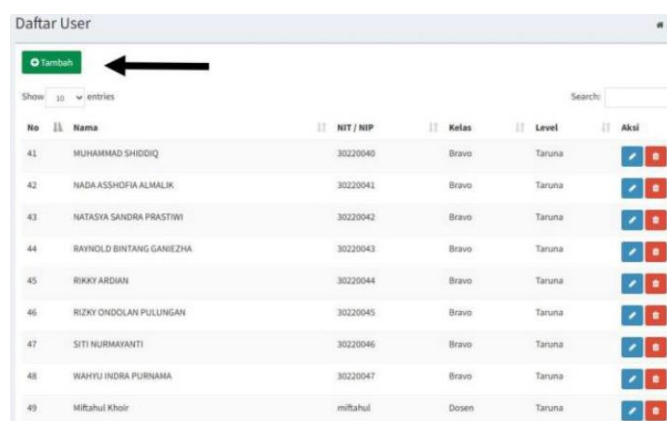 Daftar User
Tambah
Show 10 entries
Search:
No Nama NIT / NIP Kelas Level Aksi
41 MUHAMMAD SHIDDIQ 30220040 Bravo Taruna
42 NADA ASSHOFIA ALMALIK 30220041 Bravo Taruna
43 NATASYA SANDRA PRASTIWI 30220042 Bravo Taruna
44 RAYNOLD BINTANG GANIEZHA 30220043 Bravo Taruna
45 RIKKY ARDIAN 30220044 Bravo Taruna
46 RIZKY ONDOLAN PULUNGAN 30220045 Bravo Taruna
47 SITI NURMAYANTI 30220046 Bravo Taruna
48 WAHYU INDRA PURNAMA 30220047 Bravo Taruna
49 Miftahul Khoir miftahul Dosen Taruna